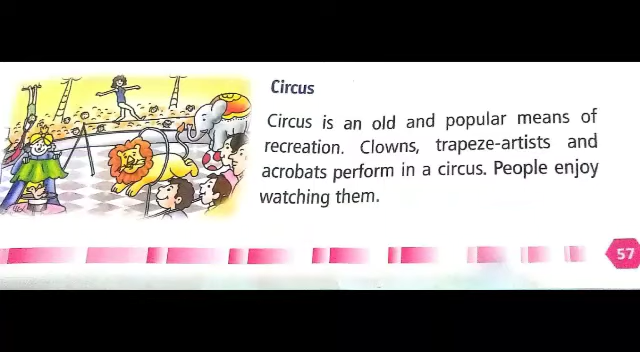 Circus
Circus is an old and popular means of
recreation. Clowns, trapeze-artists and
acrobats perform in a circus. People enjoy
watching them.
57